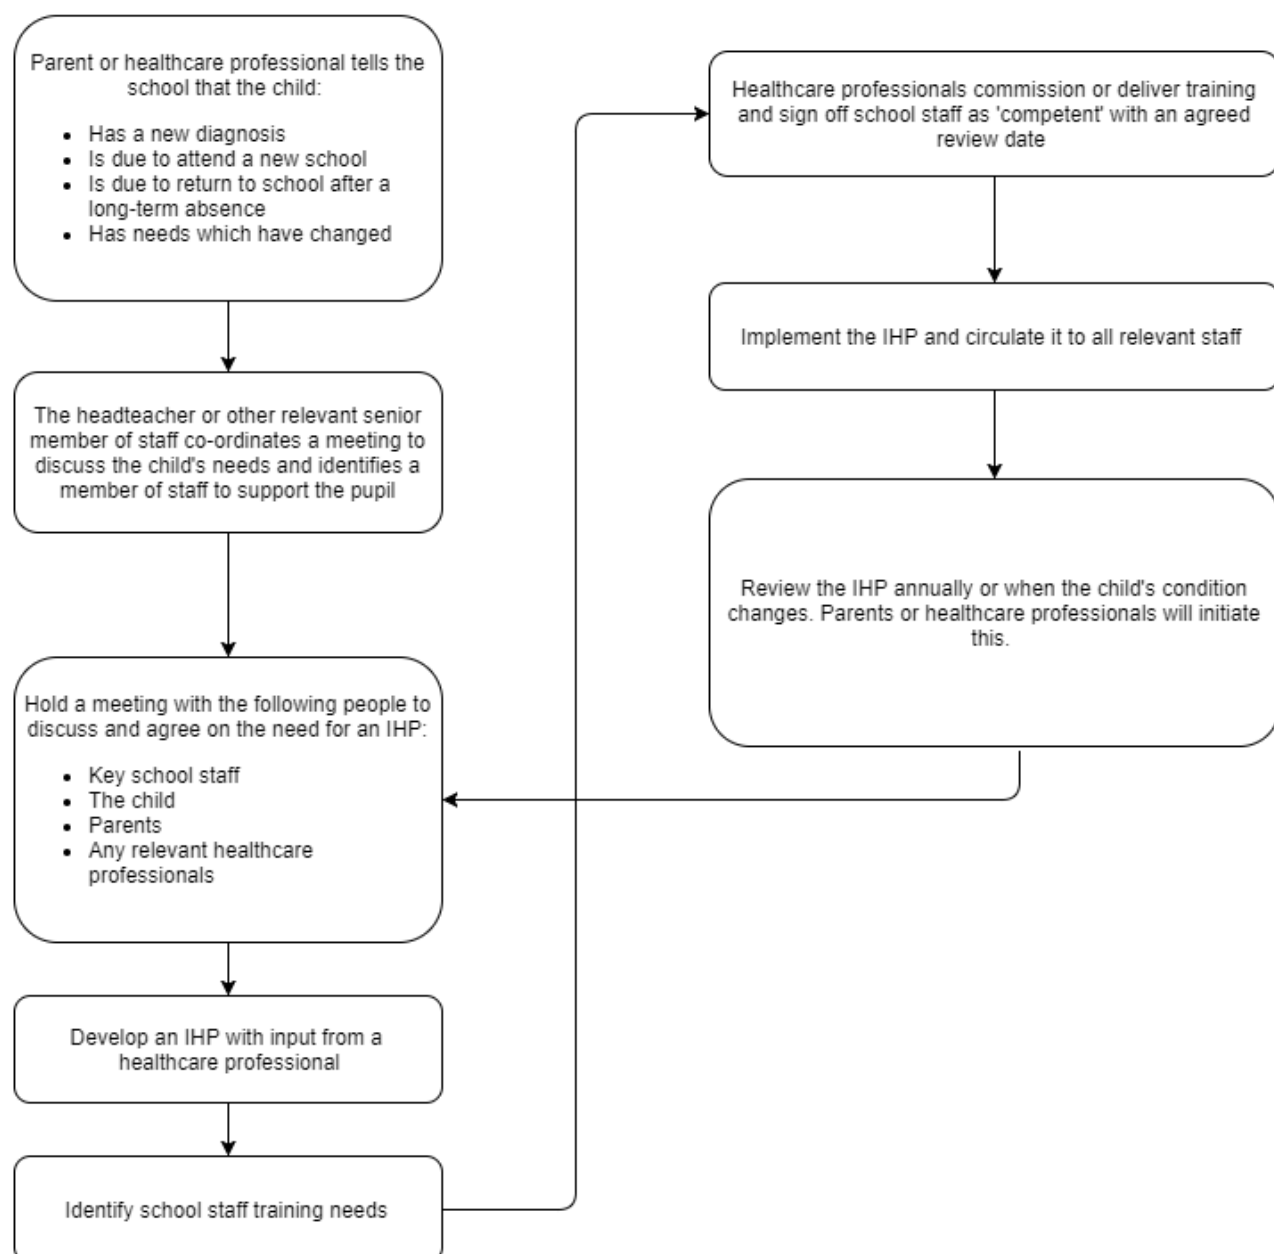 Parent or healthcare professional tells the
school that the child:
• Has a new diagnosis
• Is due to attend a new school
• Is due to return to school after a
long-term absence
• Has needs which have changed
The headteacher or other relevant senior
member of staff co-ordinates a meeting to
discuss the child's needs and identifies a
member of staff to support the pupil
Hold a meeting with the following people to
discuss and agree on the need for an IHP:
• Key school staff
• The child
• Parents
• Any relevant healthcare
professionals
Develop an IHP with input from a
healthcare professional
Identify school staff training needs
Healthcare professionals commission or deliver training
and sign off school staff as 'competent' with an agreed
review date
Implement the IHP and circulate it to all relevant staff
Review the IHP annually or when the child's condition
changes. Parents or healthcare professionals will initiate
this.